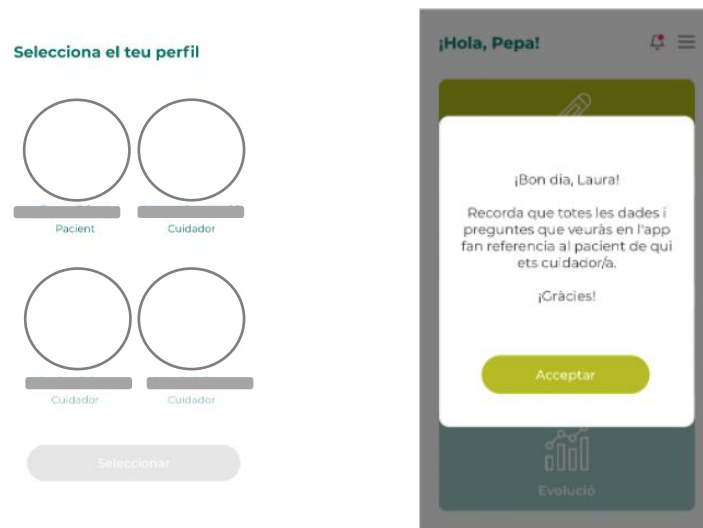 Selecciona el teu perfil
Pacient
Cuidador
Cuidador
Cuidador
Seleccionar
¡Hola, Pepa!
¡Bon dia, Laura!
Recorda que totes les dades i
preguntes que veuràs en l'app
fan referencia al pacient de qui
ets cuidador/a.
¡Gràcies!
Acceptar
Evolució